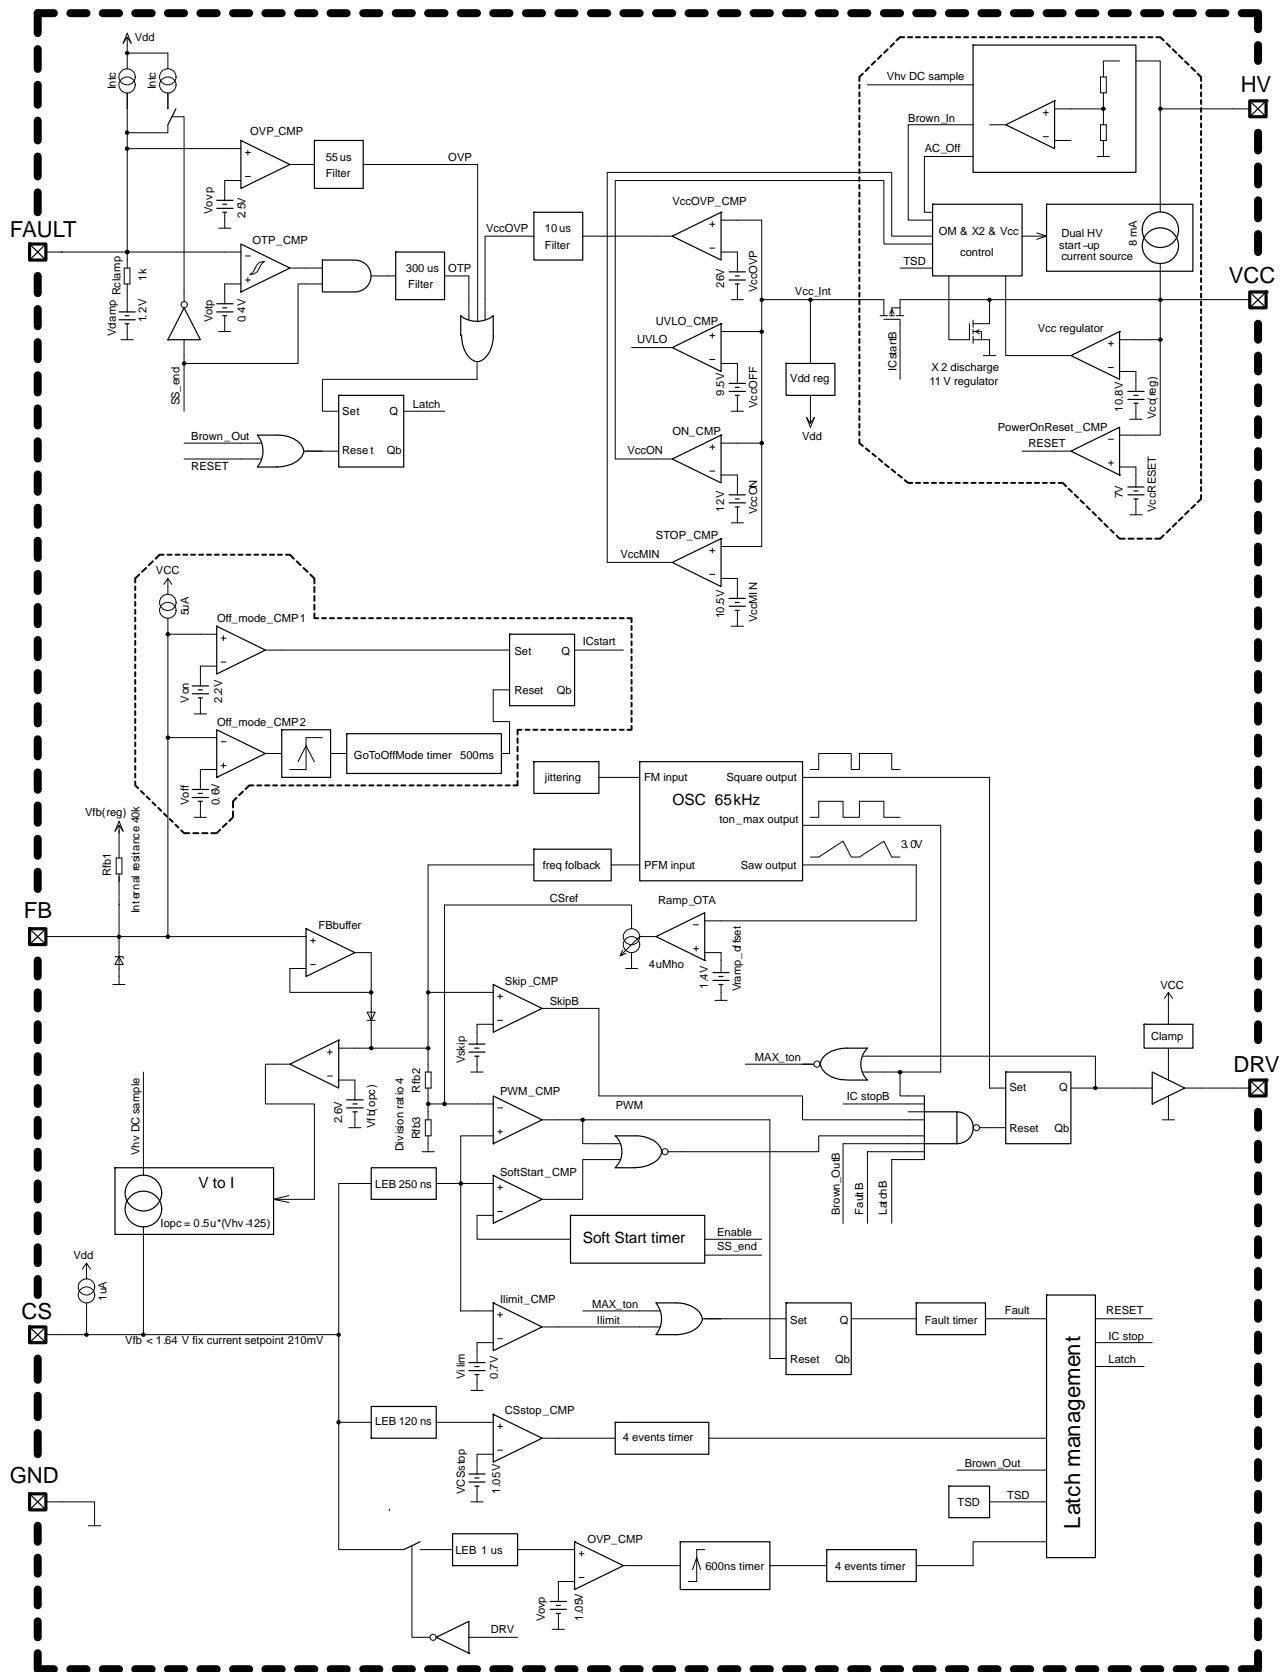 Vdd
Intc
Intc
OVP_CMP
55 us
Filter
OVP
Vovp
2.5V
FAULT
OTP_CMP
300 us
Filter
OTP
Rclamp
1k
Vclamp
1.2V
Votp
0.4V
SS_end
Brown_Out
RESET
Set
Q
Reset
Qb
Latch
VccOVP
10 us
Filter
VccOVP_CMP
26V
VccOVP
UVLO_CMP
UVLO
9.5V
VccOFF
ON_CMP
VccON
12V
VccON
STOP_CMP
VccMIN
10.5V
VccMIN
Vcc_Int
Vdd reg
Vdd
Vhv DC sample
Brown_In
AC_Off
OM & X2 & Vcc
control
TSD
Dual HV
start-up
current source
8 mA
HV
VCC
ICstartB
X2 discharge
11 V regulator
Vcc regulator
10.8V
Vcc(reg)
PowerOnReset_CMP
RESET
7V
VccRESET
VCC
5uA
Off_mode_CMP1
Von
2.2V
Set
Q
Reset
Qb
ICstart
Off_mode_CMP2
GoToOffMode timer 500ms
Voff
0.6V
Vfb(reg)
Rfb1
Internal resitance 40k
FB
FBbuffer
jittering
FM input
Square output
OSC 65kHz
ton_max output
freq folback
PFM input
Saw output
3.0V
CSref
Ramp_OTA
4uMho
1.4V
Vramp_offset
Skip_CMP
SkipB
Vskip
2.6V
Vfb(opc)
Division ratio 4
Rfb2
Rfb3
PWM_CMP
PWM
MAX_ton
IC stopB
Brown_OutB
FaultB
LatchB
Set
Q
Reset
Qb
VCC
Clamp
DRV
Vhv DC sample
V to I
Iopc = 0.5u*(Vhv-125)
LEB 250 ns
SoftStart_CMP
Soft Start timer
Enable
SS_end
Vdd
1uA
CS
Vfb < 1.64 V fix current setpoint 210mV
Ilimit_CMP
MAX_ton
Ilimit
Vilim
0.7V
Set
Q
Reset
Qb
Fault timer
Fault
RESET
IC stop
Latch
Latch management
LEB 120 ns
CSstop_CMP
4 events timer
VCSstop
1.05V
Brown_Out
TSD
TSD
GND
LEB 1 us
OVP_CMP
600ns timer
4 events timer
Vovp
1.05V
DRV